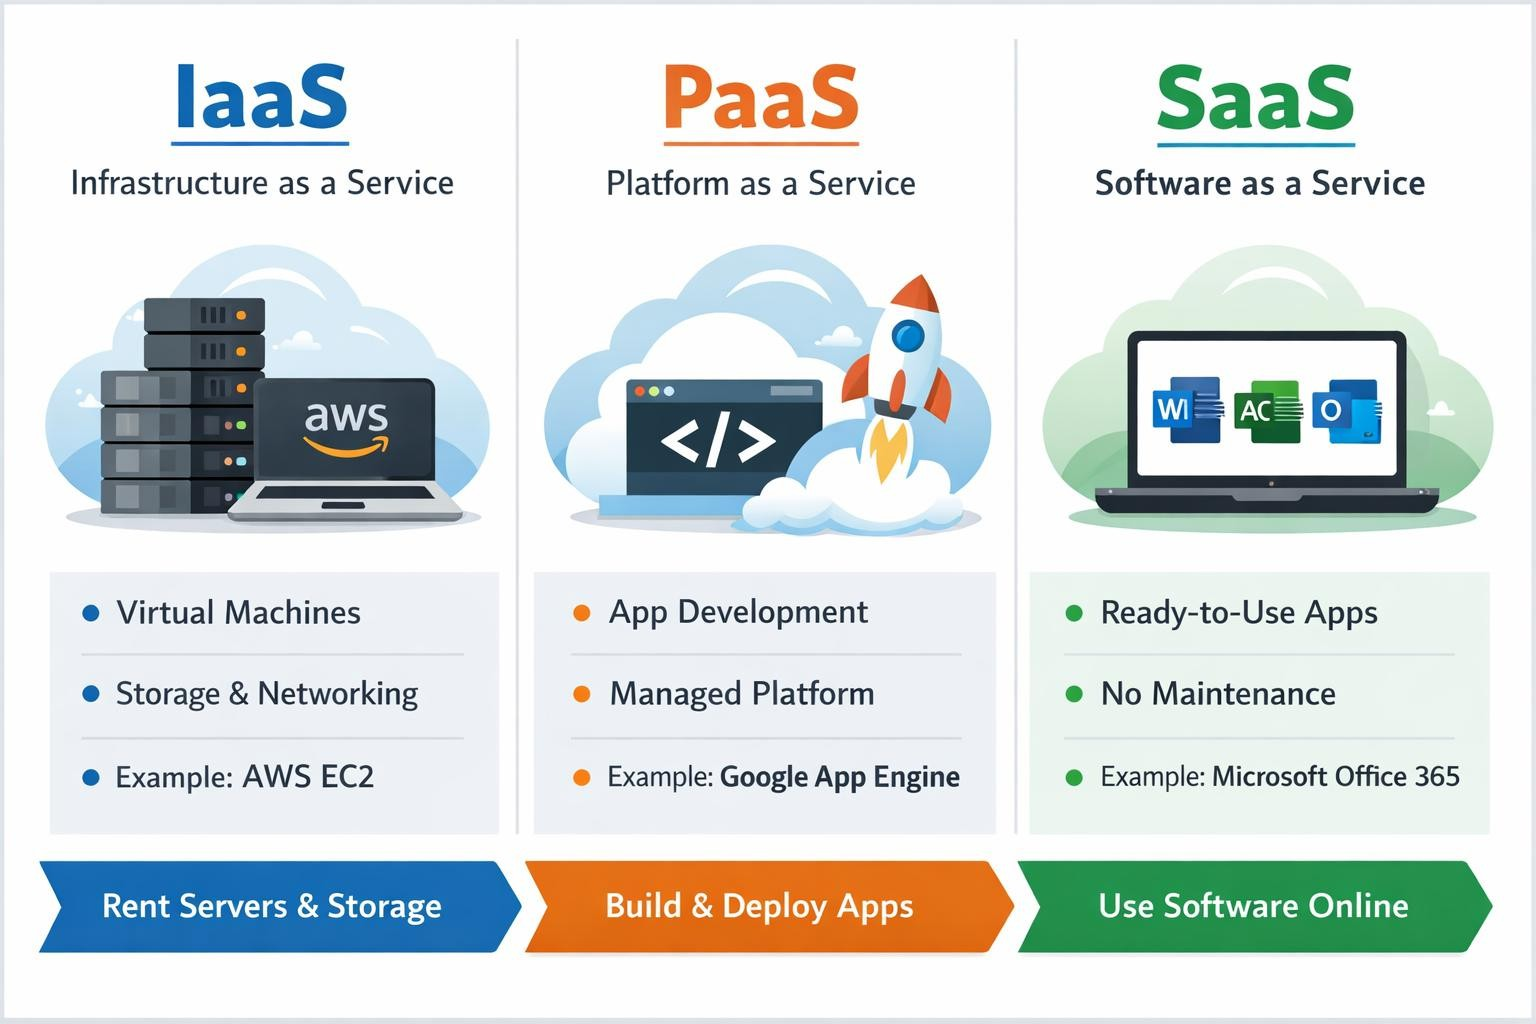 IaaS
Infrastructure as a Service
aws
Virtual Machines
Storage & Networking
Example: AWS EC2
Rent Servers & Storage
PaaS
Platform as a Service
</>
App Development
Managed Platform
Example: Google App Engine
Build & Deploy Apps
SaaS
Software as a Service
WI
AC
O
Ready-to-Use Apps
No Maintenance
Example: Microsoft Office 365
Use Software Online